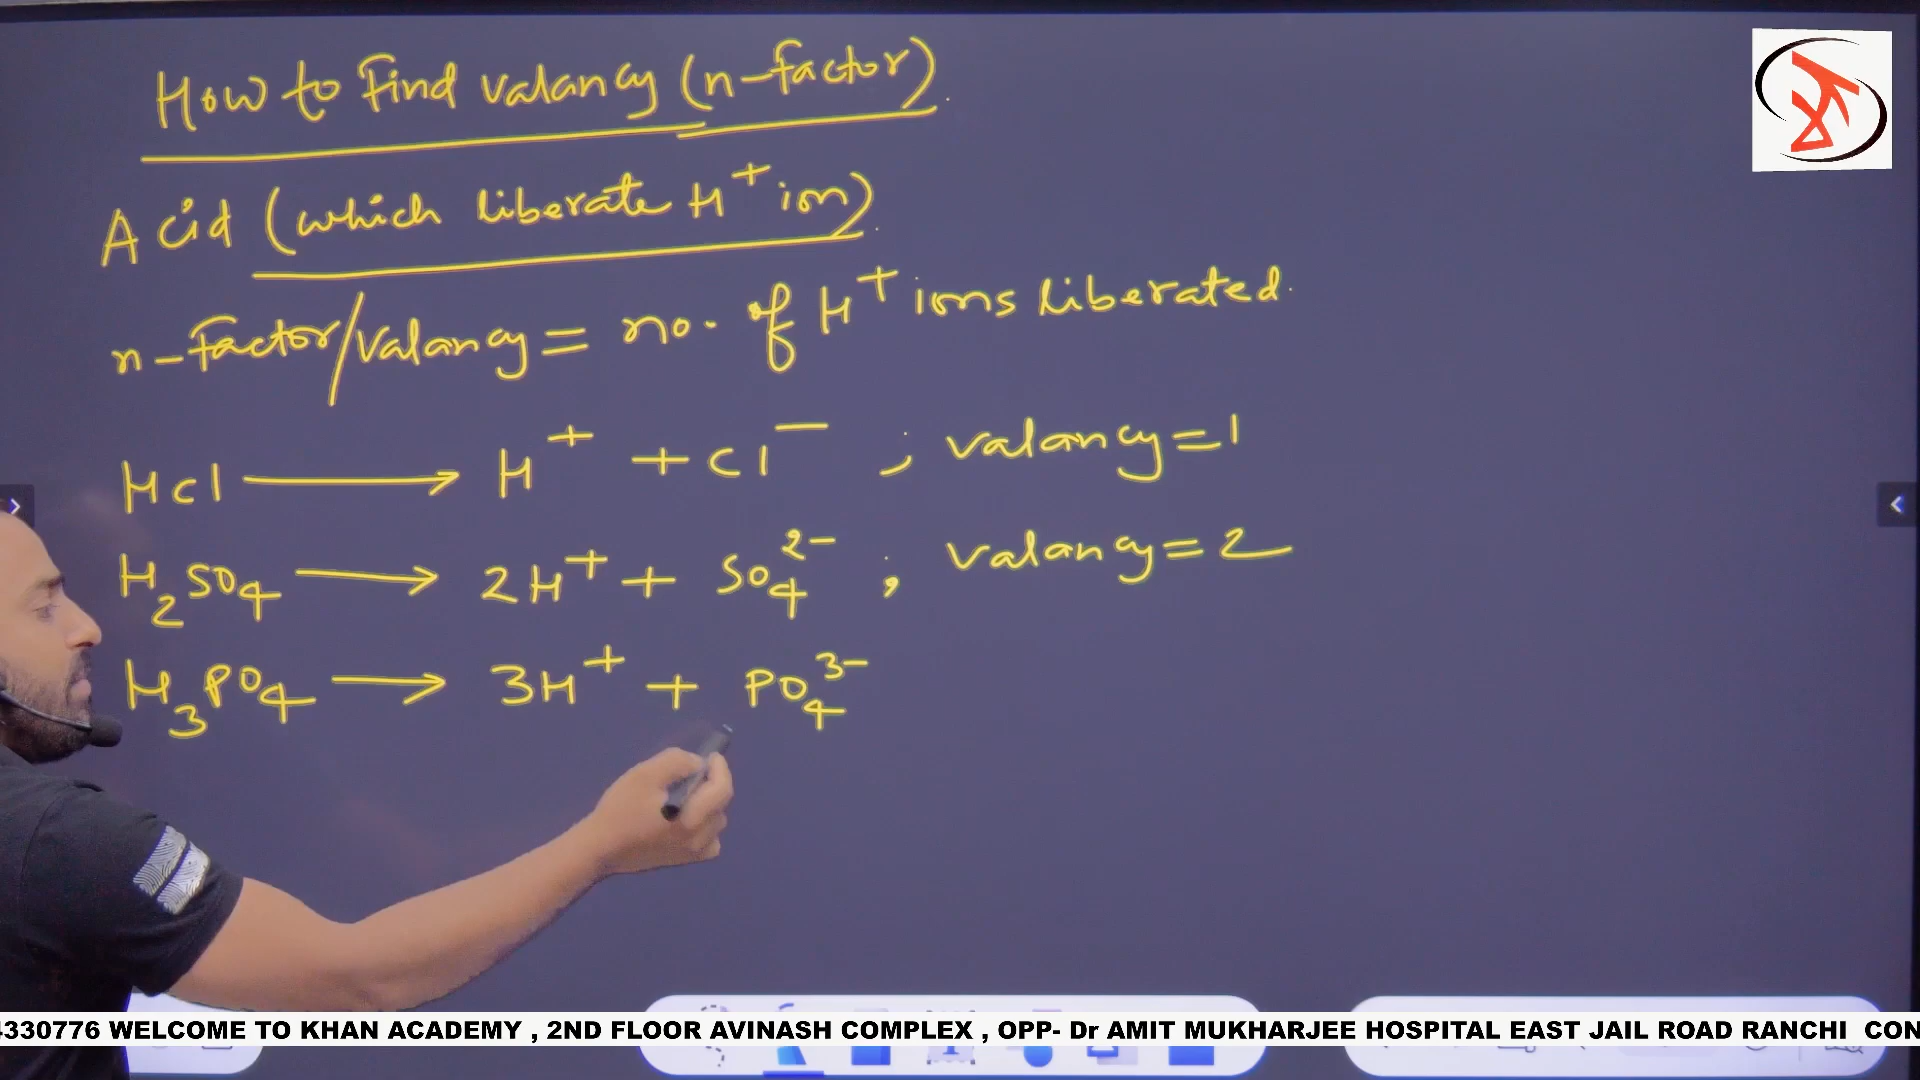 How to Find valancy (n-factor).
Acid (which liberate H⁺ ion).
n-Factor/valancy = no. of H⁺ ions liberated.
HCl ⟶ H⁺ + Cl⁻ ; valancy=1
H₂SO₄ ⟶ 2H⁺ + SO₄²⁻ ; valancy=2
H₃PO₄ ⟶ 3H⁺ + PO₄³⁻
4330776 WELCOME TO KHAN ACADEMY , 2ND FLOOR AVINASH COMPLEX , OPP- Dr AMIT MUKHARJEE HOSPITAL EAST JAIL ROAD RANCHI CON